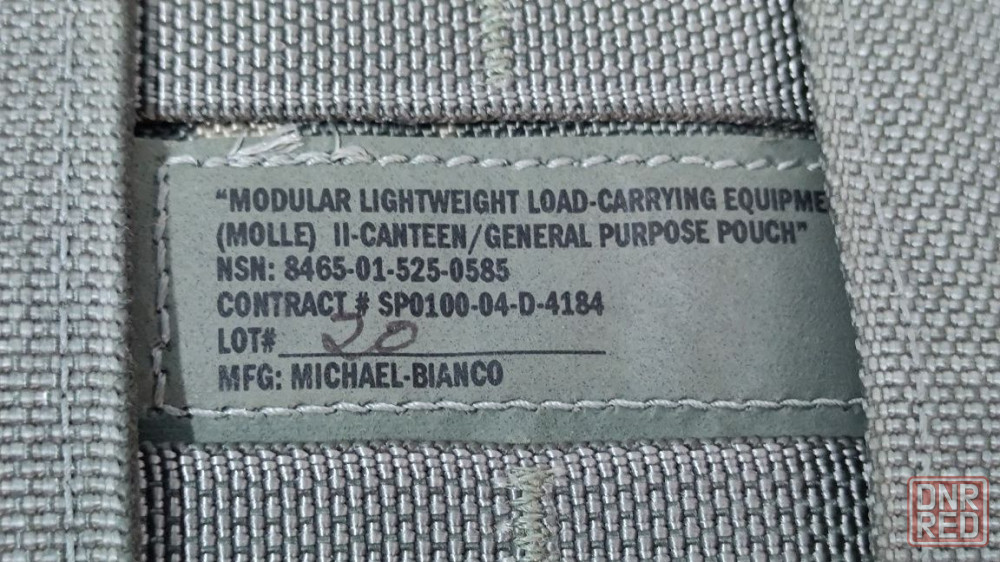 "MODULAR LIGHTWEIGHT LOAD-CARRYING EQUIPME
(MOLLE) II-CANTEEN/GENERAL PURPOSE POUCH"
NSN: 8465-01-525-0585
CONTRACT # SP0100-04-D-4184
LOT# 20
MFG: MICHAEL-BIANCO
DNR
RED